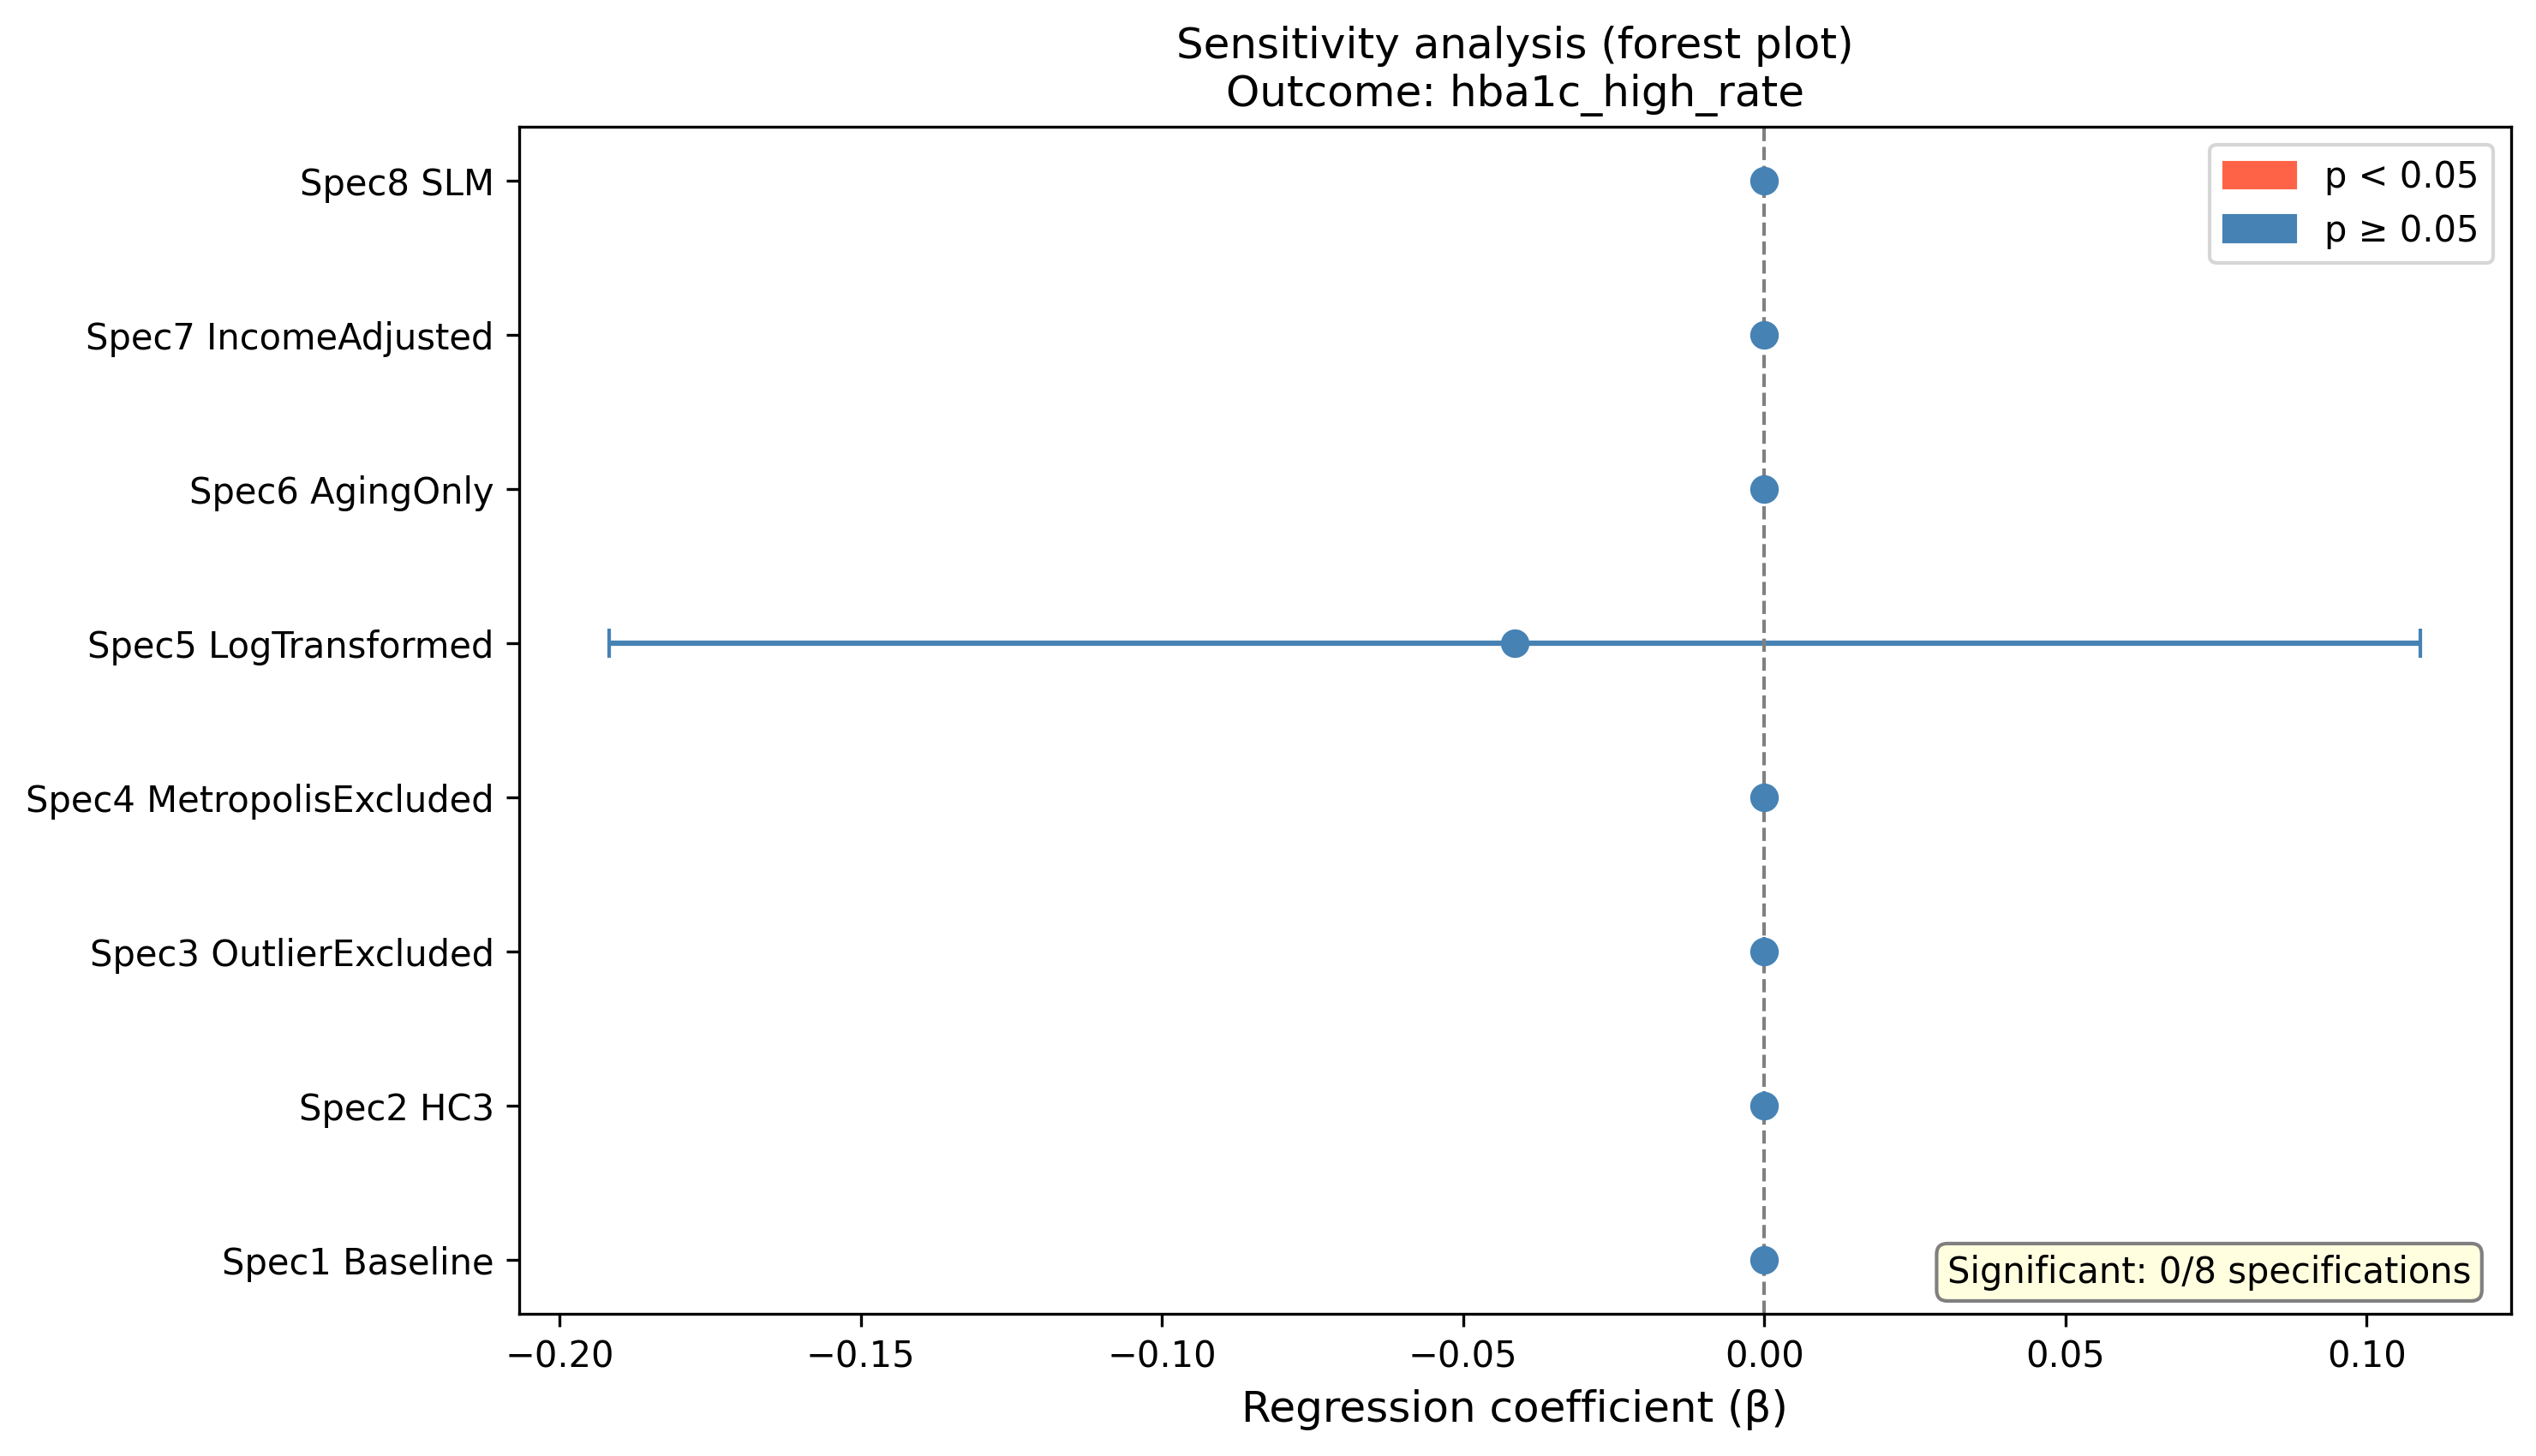 Sensitivity analysis (forest plot)
Outcome: hba1c_high_rate
p < 0.05
p ≥ 0.05
Spec8 SLM
Spec7 IncomeAdjusted
Spec6 AgingOnly
Spec5 LogTransformed
Spec4 MetropolisExcluded
Spec3 OutlierExcluded
Spec2 HC3
Spec1 Baseline
Significant: 0/8 specifications
−0.20 −0.15 −0.10 −0.05 0.00 0.05 0.10
Regression coefficient (β)